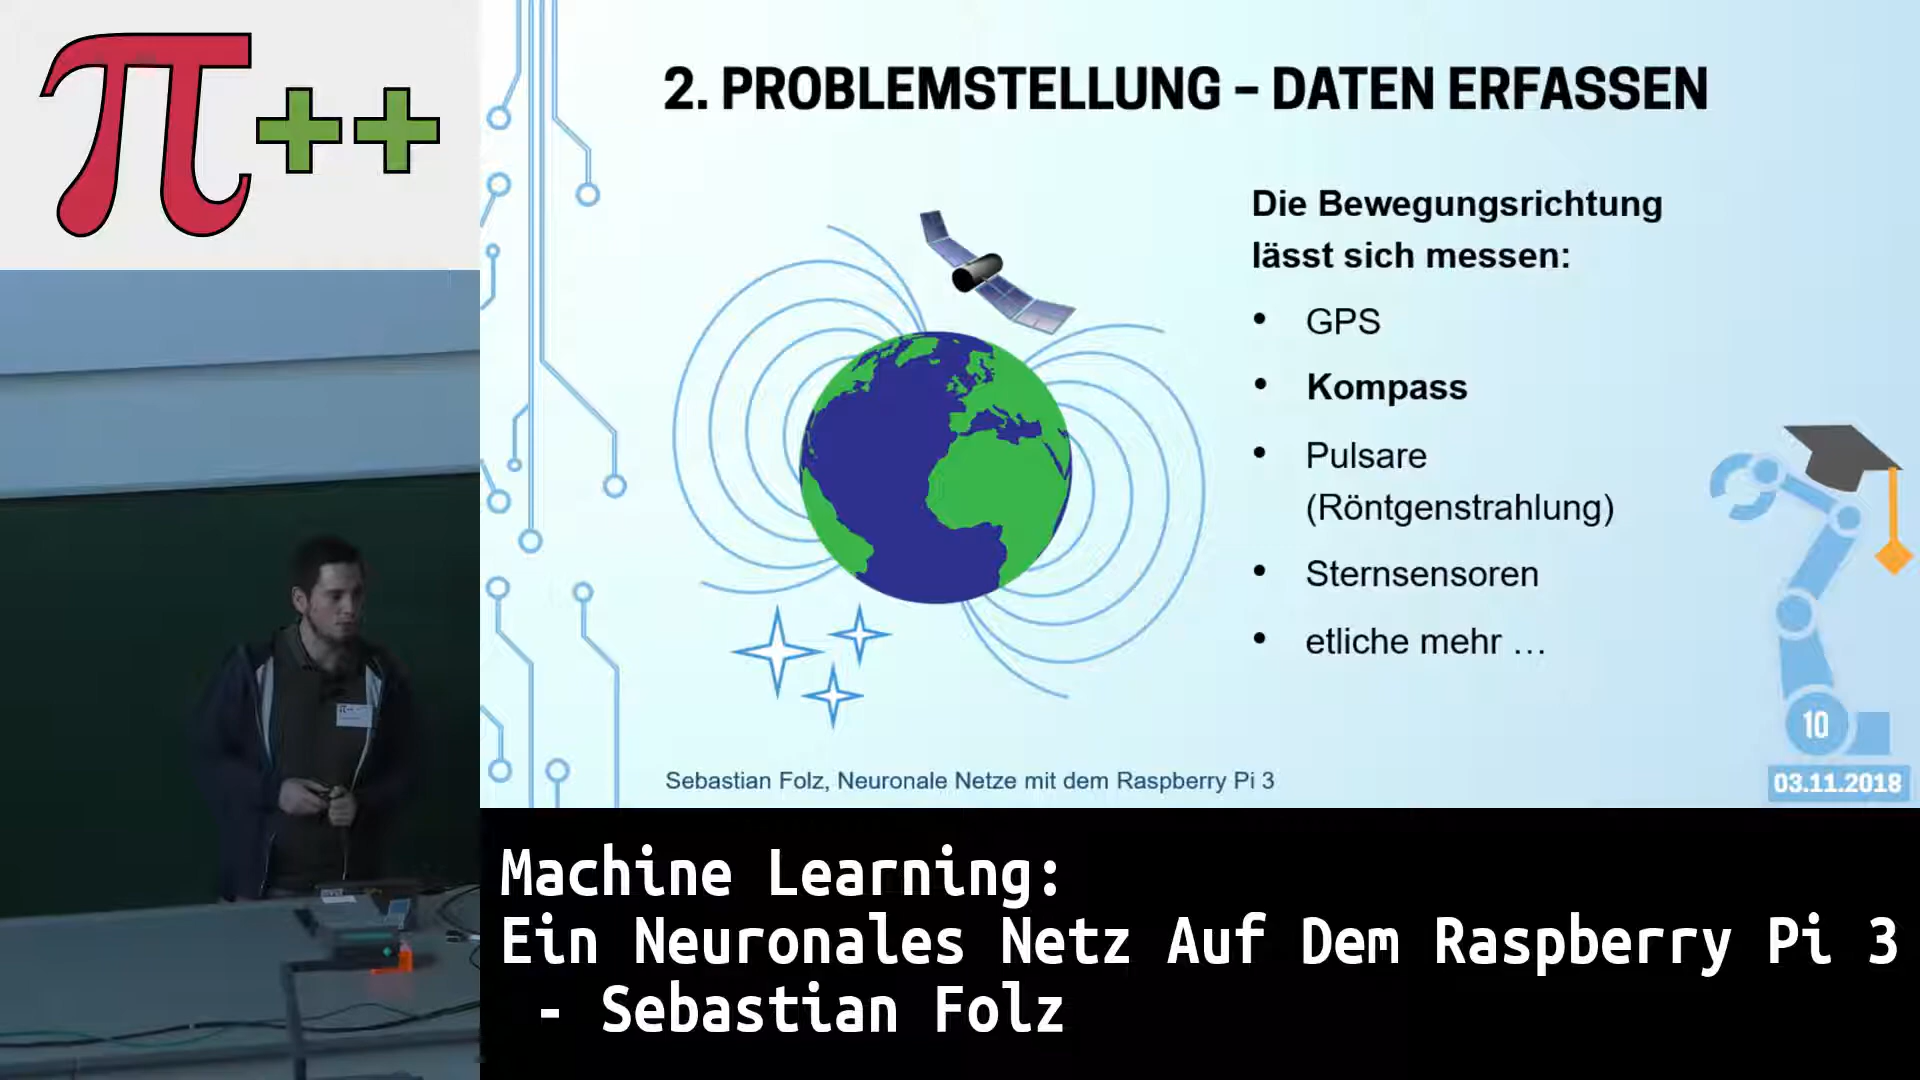 π++
2. PROBLEMSTELLUNG – DATEN ERFASSEN
Die Bewegungsrichtung
lässt sich messen:
• GPS
• Kompass
• Pulsare
(Röntgenstrahlung)
• Sternsensoren
• etliche mehr …
10
Sebastian Folz, Neuronale Netze mit dem Raspberry Pi 3
03.11.2018
Machine Learning:
Ein Neuronales Netz Auf Dem Raspberry Pi 3
- Sebastian Folz